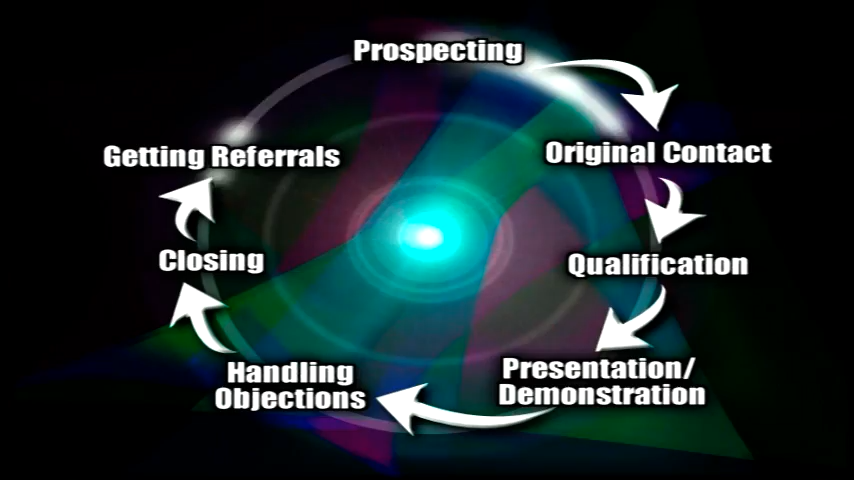 Prospecting
Original Contact
Qualification
Presentation/
Demonstration
Handling
Objections
Closing
Getting Referrals